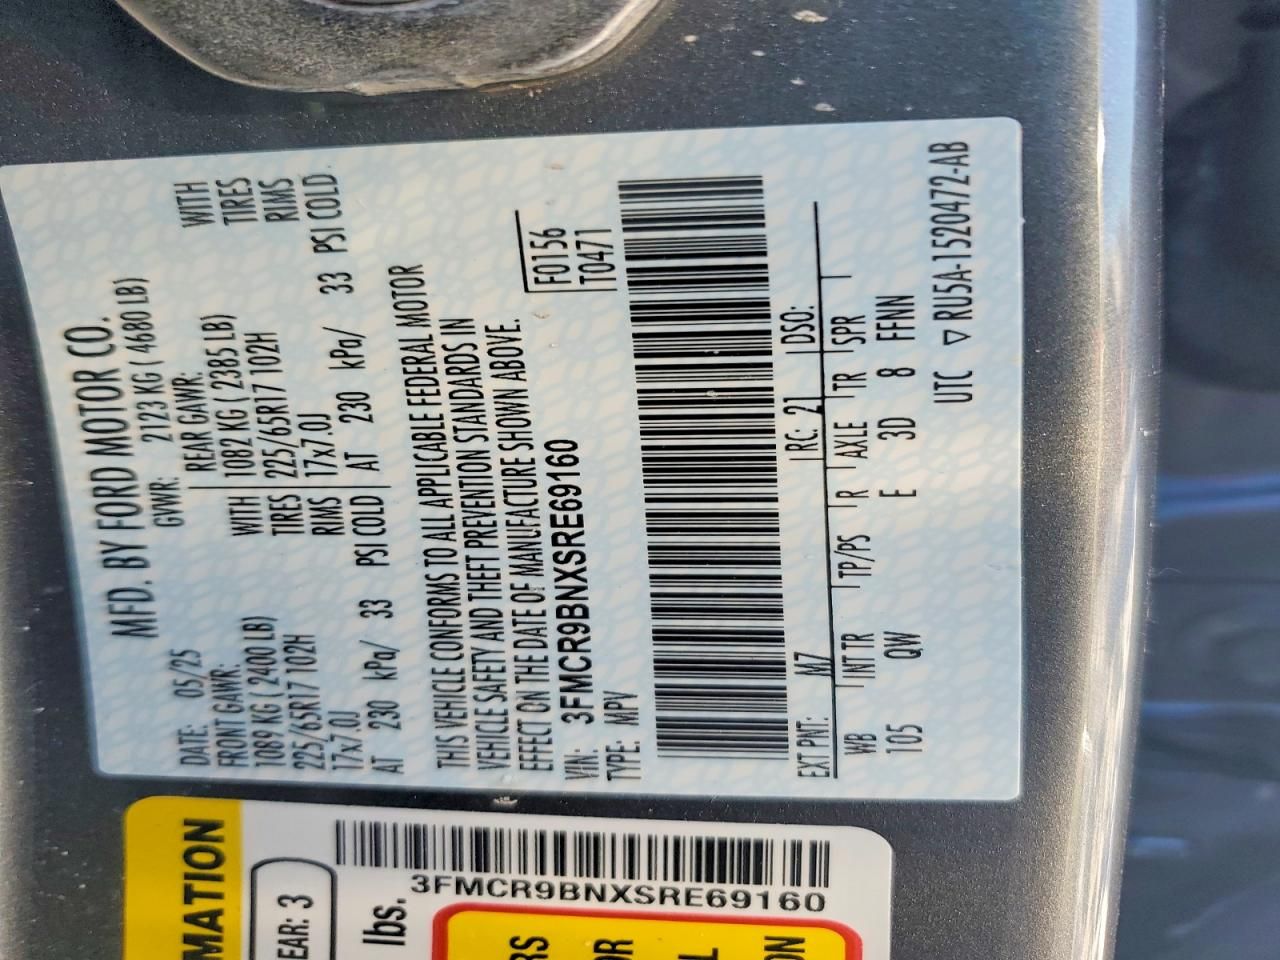 MFD. BY FORD MOTOR CO.
DATE: 05/25 GVWR: 2123 KG ( 4680 LB)
FRONT GAWR: REAR GAWR:
1089 KG ( 2400 LB) WITH 1082 KG ( 2385 LB) WITH
225/65R17 102H TIRES 225/65R17 102H TIRES
17x7.0J RIMS 17x7.0J RIMS
AT 230 kPa/ 33 PSI COLD AT 230 kPa/ 33 PSI COLD
THIS VEHICLE CONFORMS TO ALL APPLICABLE FEDERAL MOTOR
VEHICLE SAFETY AND THEFT PREVENTION STANDARDS IN
EFFECT ON THE DATE OF MANUFACTURE SHOWN ABOVE.
VIN: 3FMCR9BNXSRE69160 F0156
TYPE: MPV T0471
EXT PNT: M7 RC: 21 DSO:
WB INT TR TP/PS R AXLE TR SPR
105 QW E 3D 8 FFNN
UTC ▽ RU5A-1520472-AB
MATION
EAR: 3
3FMCR9BNXSRE69160
lbs.
RS
OR
L
ON